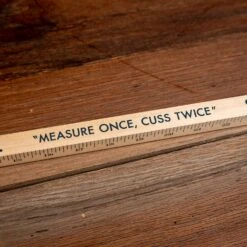 "MEASURE ONCE, CUSS TWICE"